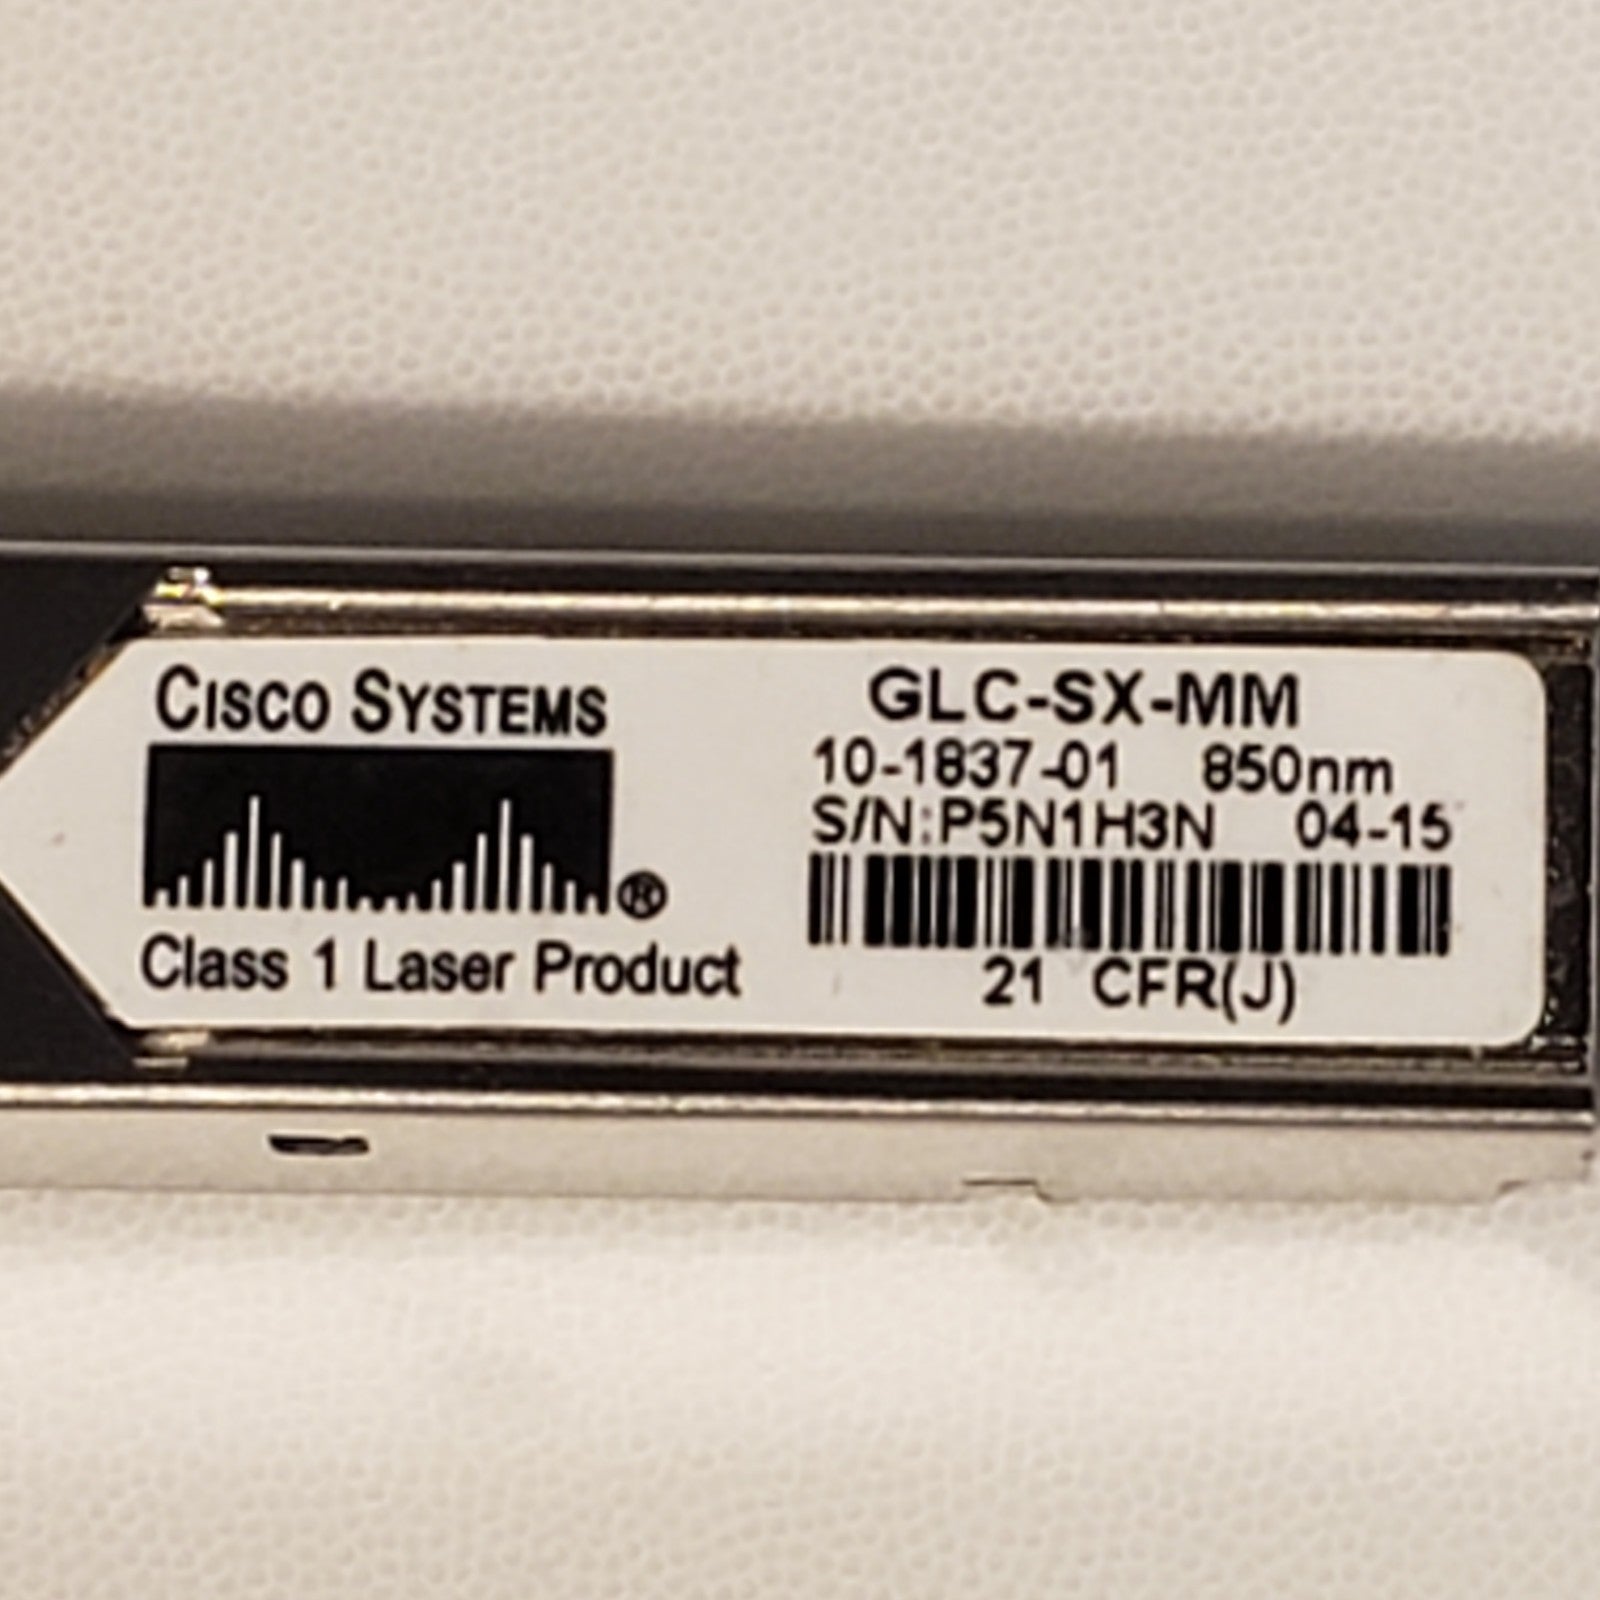 CISCO SYSTEMS
®
Class 1 Laser Product
GLC-SX-MM
10-1837-01 850nm
S/N:P5N1H3N 04-15
21 CFR(J)